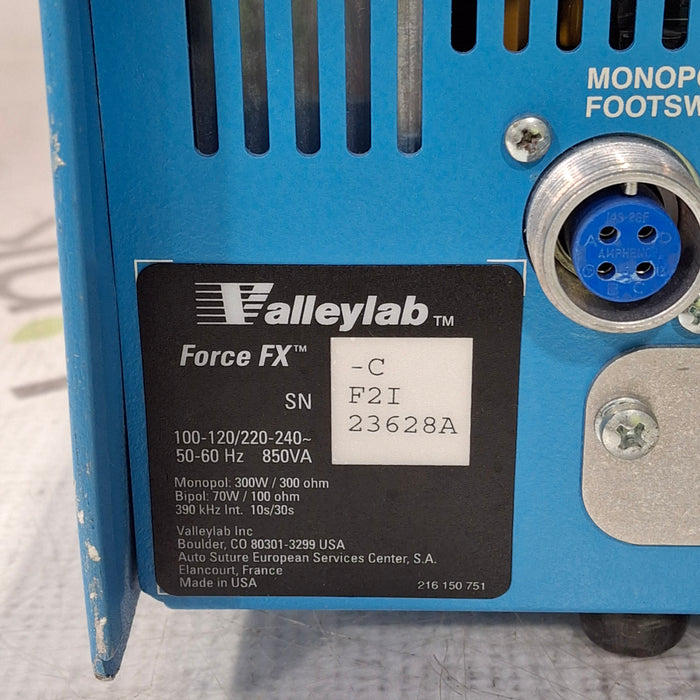 MONOPO
FOOTSW
Valleylab™
Force FX™
-C
SN F2I
23628A
100-120/220-240~
50-60 Hz 850VA
Monopol: 300W / 300 ohm
Bipol: 70W / 100 ohm
390 kHz Int. 10s/30s
Valleylab Inc
Boulder, CO 80301-3299 USA
Auto Suture European Services Center, S.A.
Elancourt, France
Made in USA
216 150 751
A D
AMPHENOL
B C